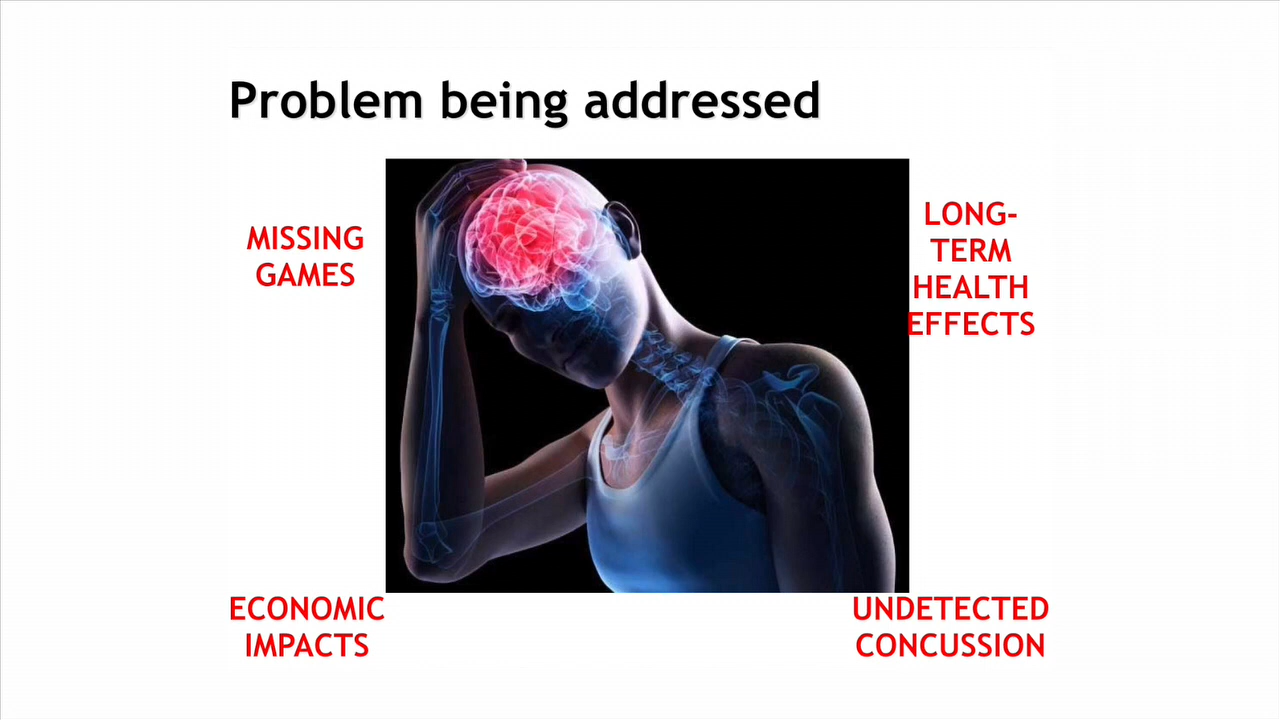 Problem being addressed
MISSING
GAMES
LONG-
TERM
HEALTH
EFFECTS
ECONOMIC
IMPACTS
UNDETECTED
CONCUSSION